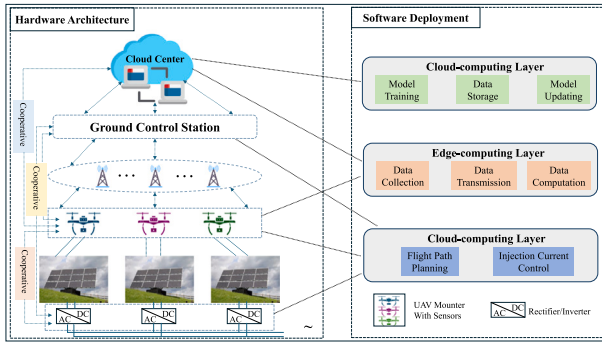 Hardware Architecture
Cloud Center
Ground Control Station
Cooperative
Cooperative
Cooperative
AC DC
AC DC
AC DC
~
Software Deployment
Cloud-computing Layer
Model
Training
Data
Storage
Model
Updating
Edge-computing Layer
Data
Collection
Data
Transmission
Data
Computation
Cloud-computing Layer
Flight Path
Planning
Injection Current
Control
UAV Mounter
With Sensors
AC DC
Rectifier/Inverter